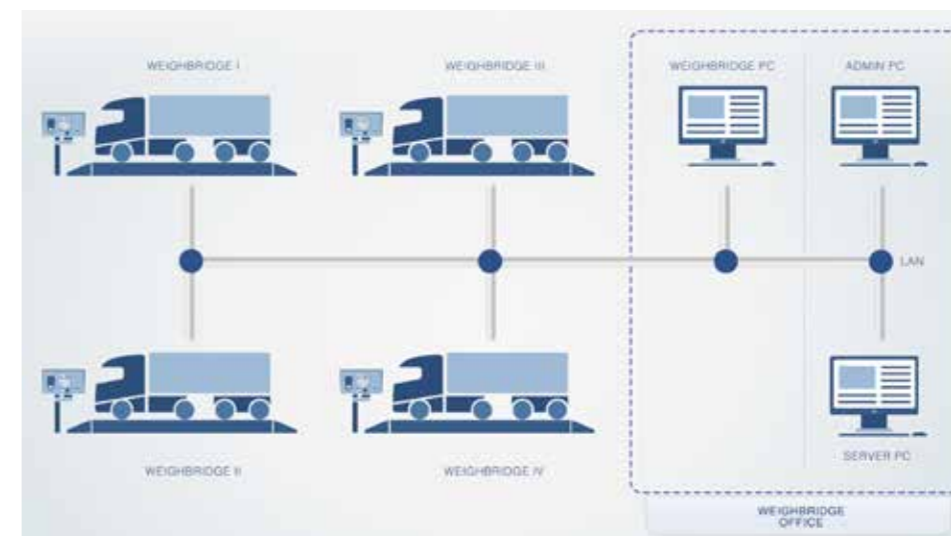 WEIGHBRIDGE I
WEIGHBRIDGE III
WEIGHBRIDGE PC
ADMIN PC
LAN
WEIGHBRIDGE II
WEIGHBRIDGE IV
SERVER PC
WEIGHBRIDGE
OFFICE